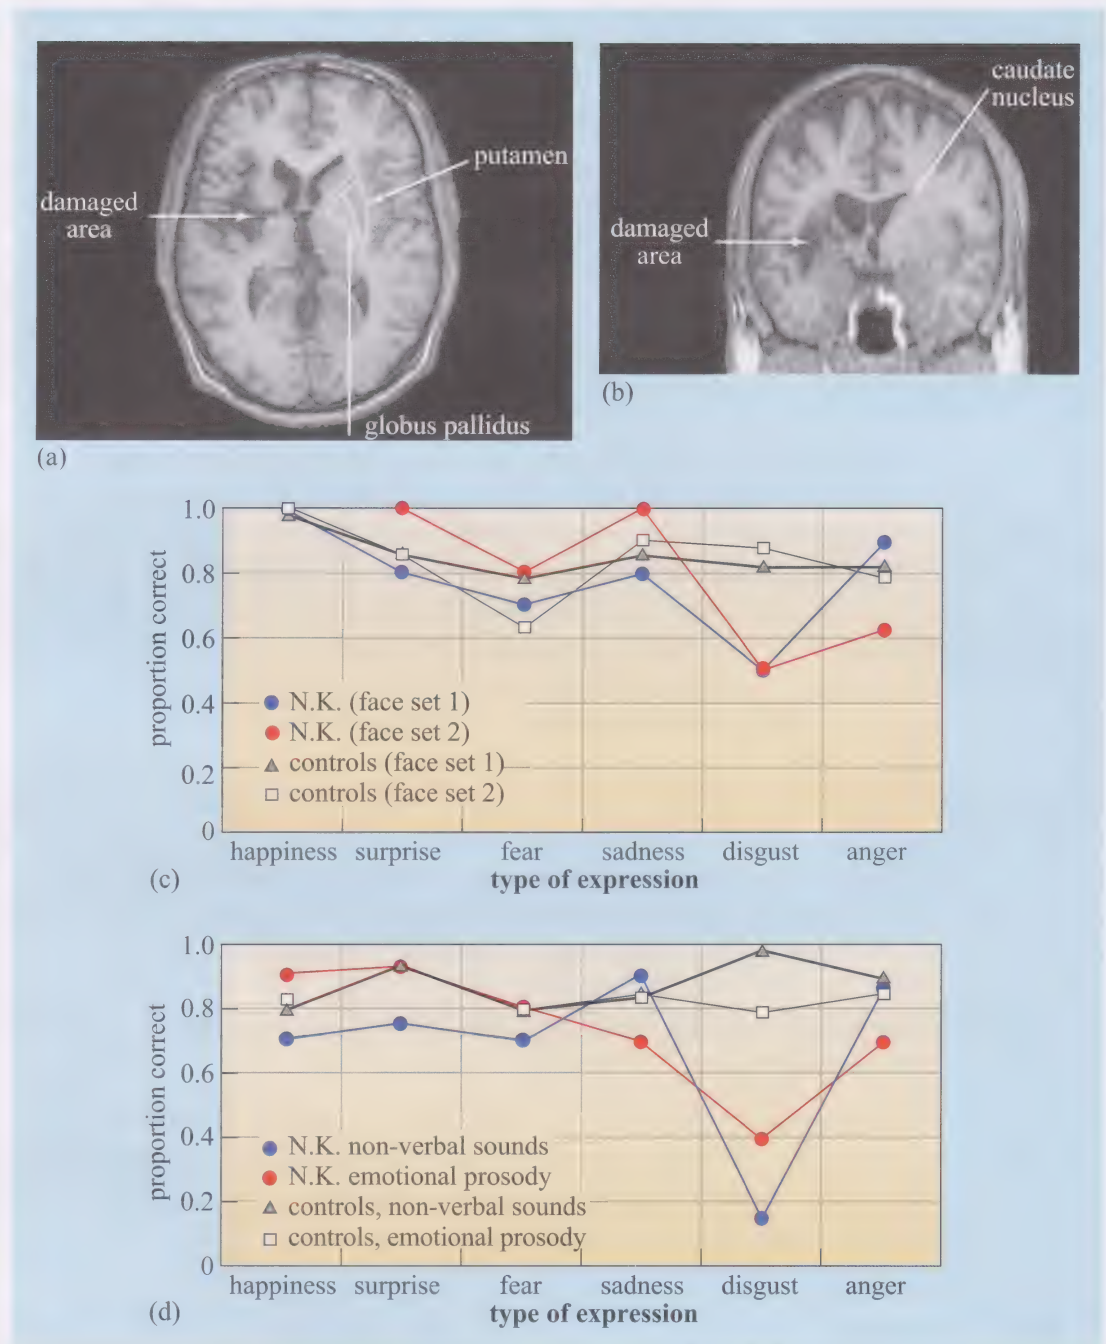 putamen
damaged
area
globus pallidus
(a)
caudate
nucleus
damaged
area
(b)
1.0
0.8
0.6
0.4
0.2
0
proportion correct
N.K. (face set 1)
N.K. (face set 2)
controls (face set 1)
controls (face set 2)
happiness surprise fear sadness disgust anger
type of expression
(c)
1.0
0.8
0.6
0.4
0.2
0
proportion correct
N.K. non-verbal sounds
N.K. emotional prosody
controls, non-verbal sounds
controls, emotional prosody
happiness surprise fear sadness disgust anger
type of expression
(d)